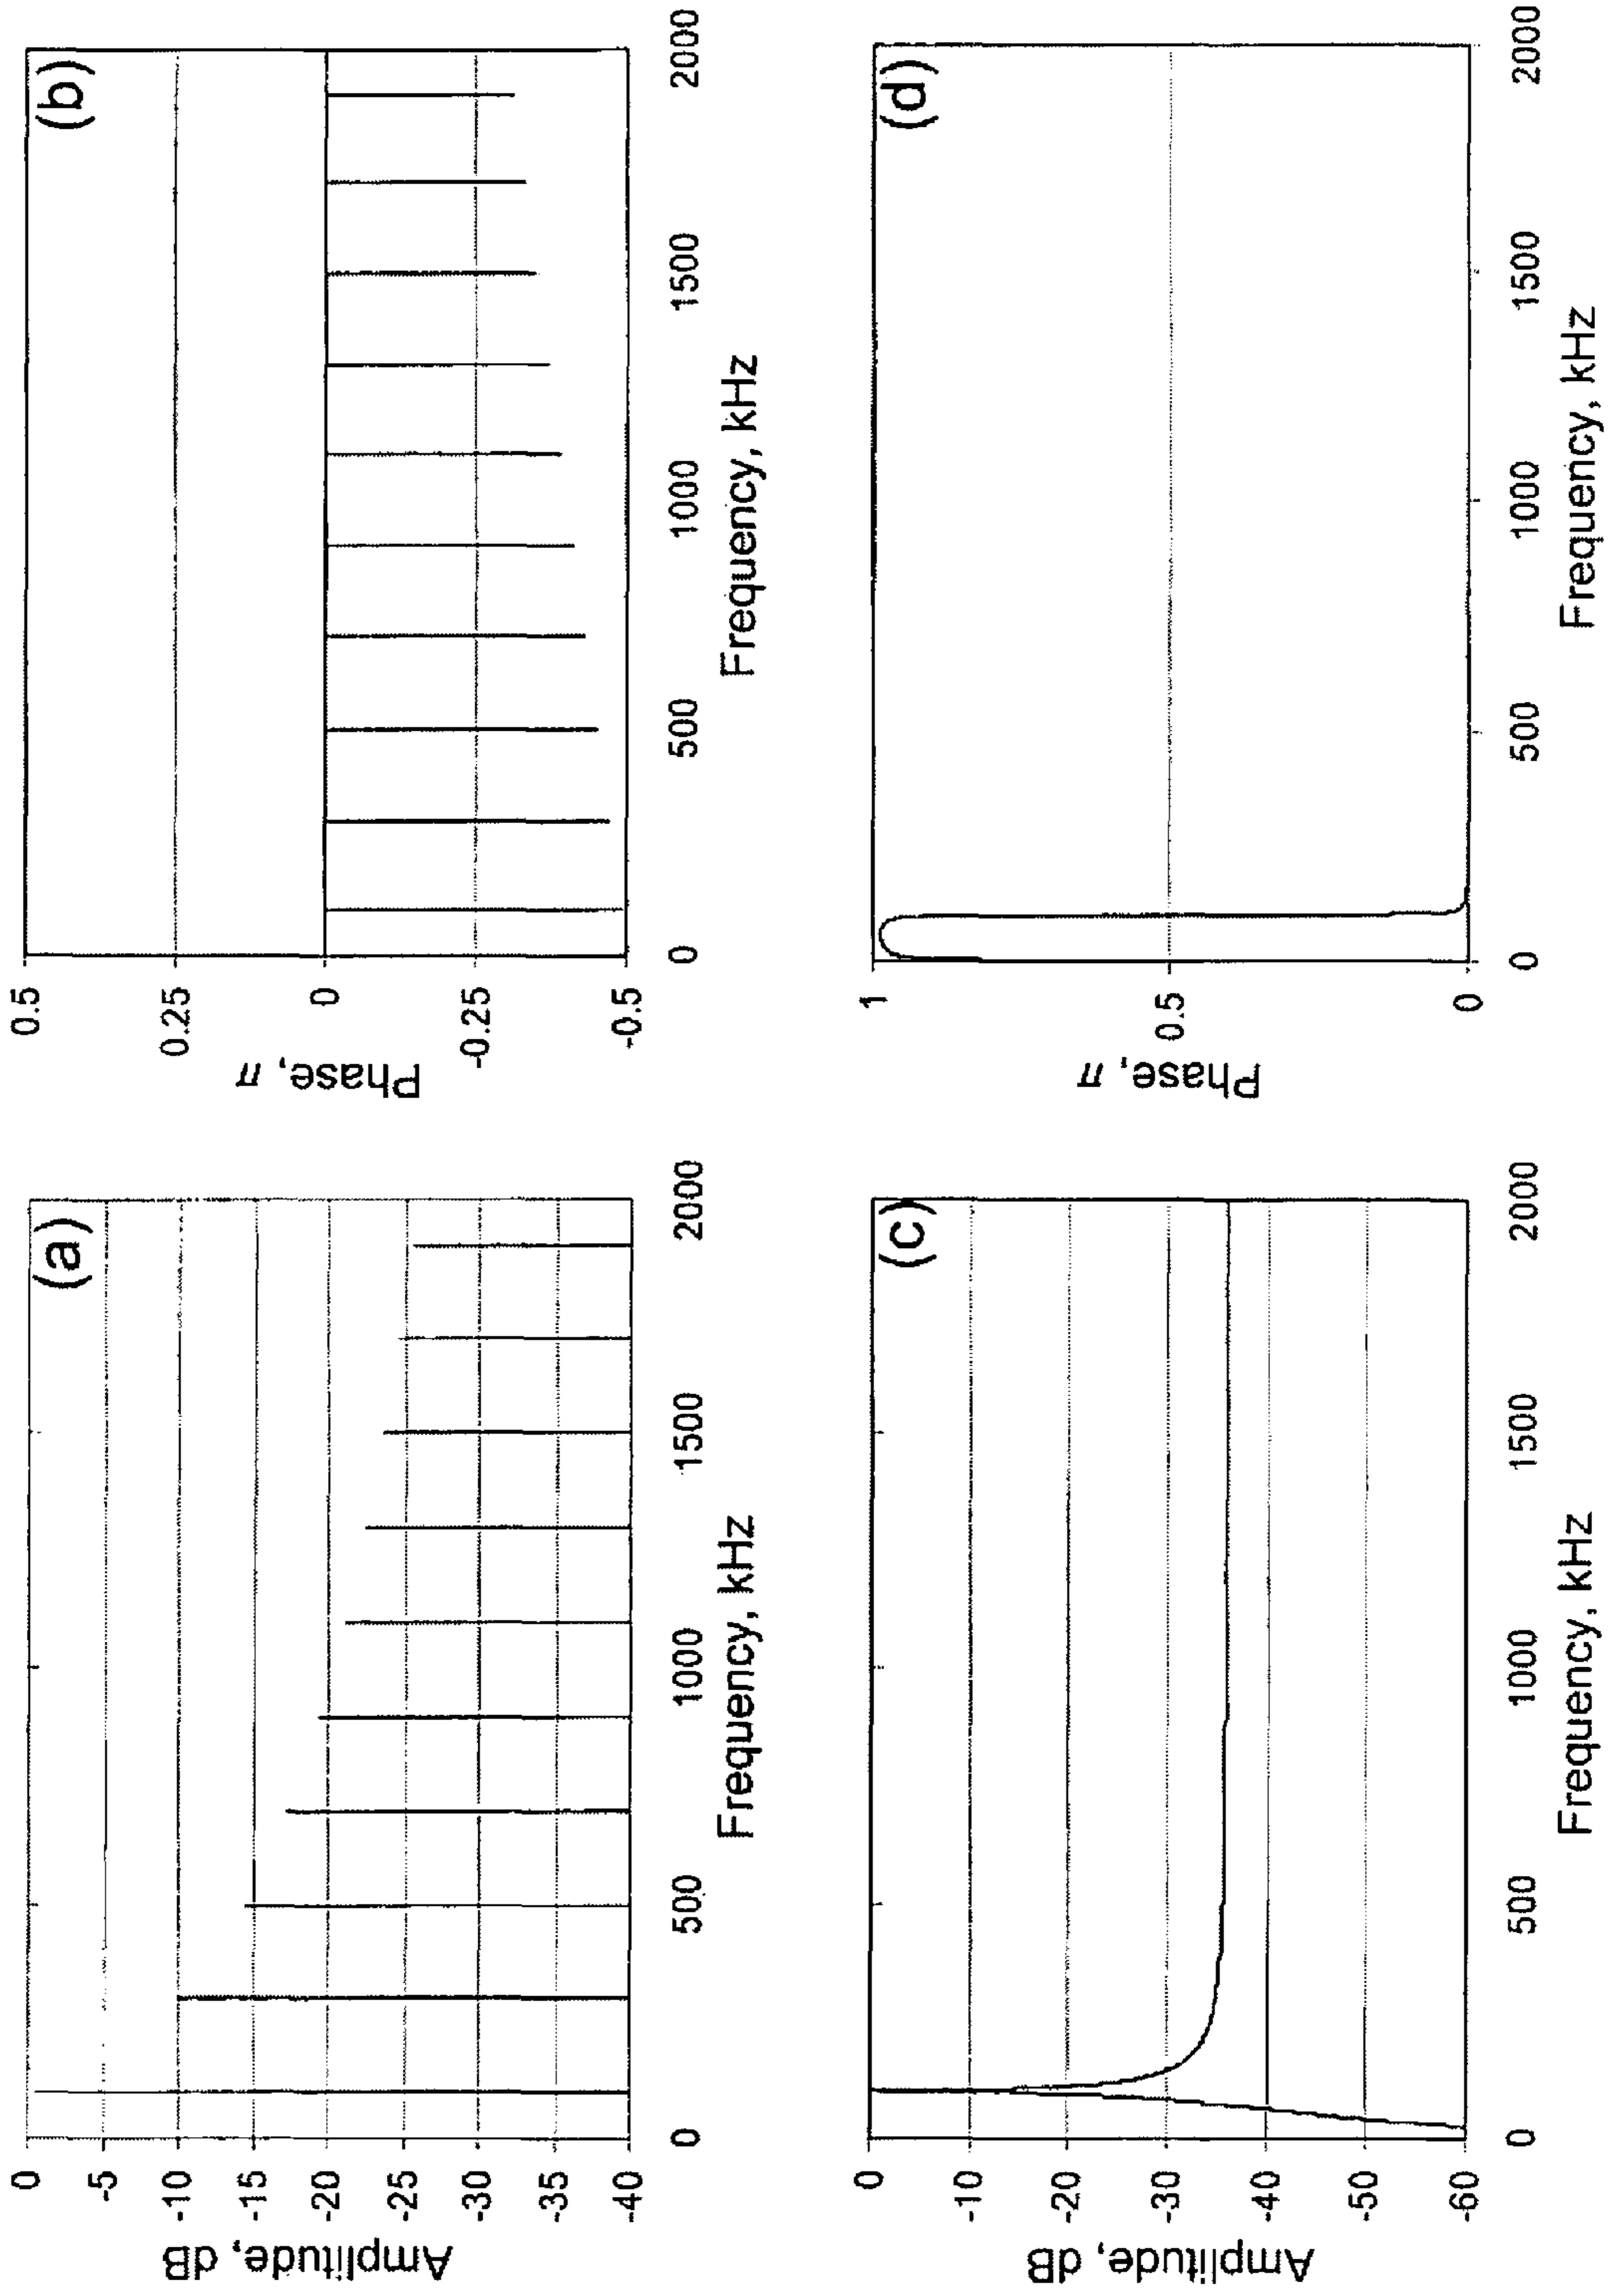 (a)
0
-5
-10
-15
-20
-25
-30
-35
-40
Amplitude, dB
0 500 1000 1500 2000
Frequency, kHz
(b)
0.5
0.25
0
-0.25
-0.5
Phase, π
0 500 1000 1500 2000
Frequency, kHz
(c)
0
-10
-20
-30
-40
-50
-60
Amplitude, dB
0 500 1000 1500 2000
Frequency, kHz
(d)
1
0.5
0
Phase, π
0 500 1000 1500 2000
Frequency, kHz